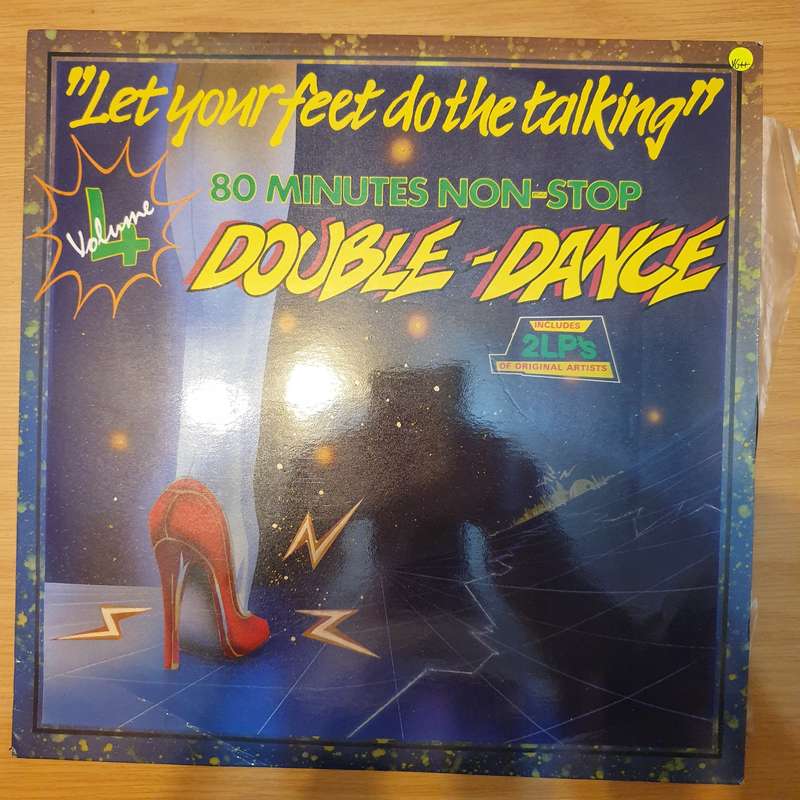 VG++
"Let your feet do the talking"
80 MINUTES NON-STOP
Volume 4
DOUBLE-DANCE
INCLUDES
2LP's
OF ORIGINAL ARTISTS